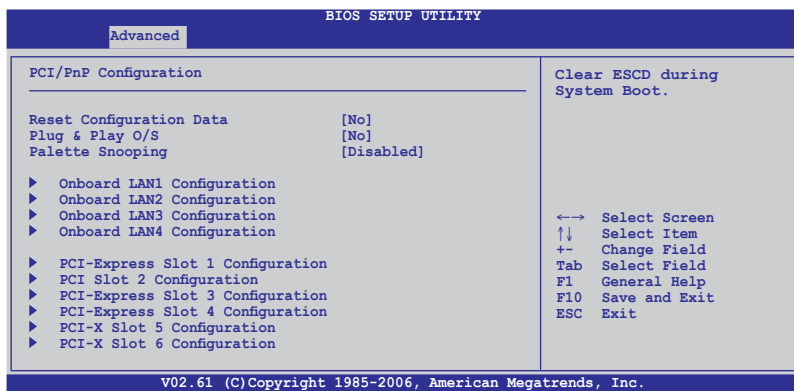 BIOS SETUP UTILITY
Advanced
PCI/PnP Configuration
Reset Configuration Data [No]
Plug & Play O/S [No]
Palette Snooping [Disabled]
Onboard LAN1 Configuration
Onboard LAN2 Configuration
Onboard LAN3 Configuration
Onboard LAN4 Configuration
PCI-Express Slot 1 Configuration
PCI Slot 2 Configuration
PCI-Express Slot 3 Configuration
PCI-Express Slot 4 Configuration
PCI-X Slot 5 Configuration
PCI-X Slot 6 Configuration
Clear ESCD during
System Boot.
←→ Select Screen
↑↓ Select Item
+- Change Field
Tab Select Field
F1 General Help
F10 Save and Exit
ESC Exit
V02.61 (C)Copyright 1985-2006, American Megatrends, Inc.